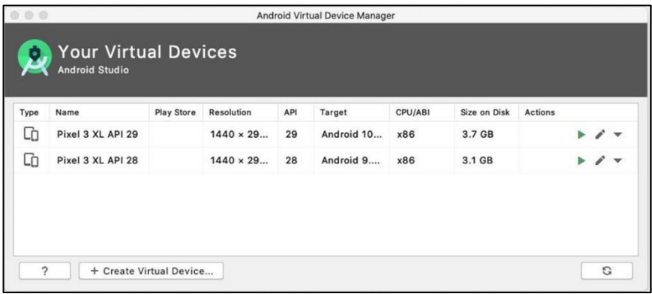 Android Virtual Device Manager
Your Virtual Devices
Android Studio
Type Name Play Store Resolution API Target CPU/ABI Size on Disk Actions
Pixel 3 XL API 29 1440 × 29... 29 Android 10... x86 3.7 GB
Pixel 3 XL API 28 1440 × 29... 28 Android 9.... x86 3.1 GB
? + Create Virtual Device...